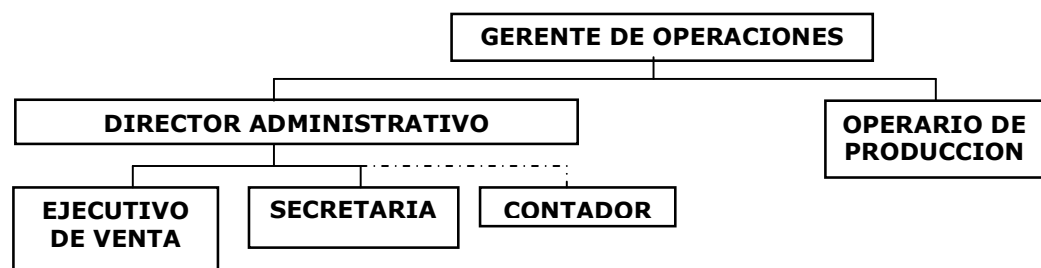 GERENTE DE OPERACIONES
DIRECTOR ADMINISTRATIVO
OPERARIO DE
PRODUCCION
EJECUTIVO
DE VENTA
SECRETARIA
CONTADOR